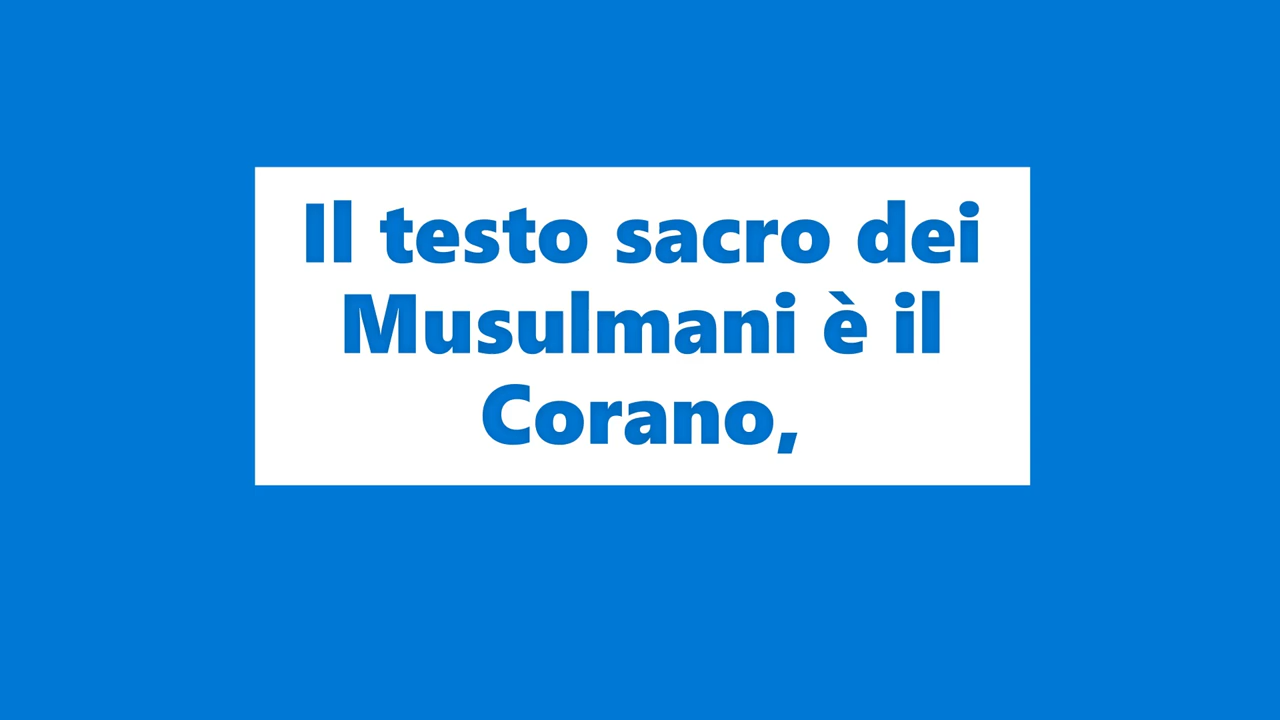 Il testo sacro dei
Musulmani è il
Corano,